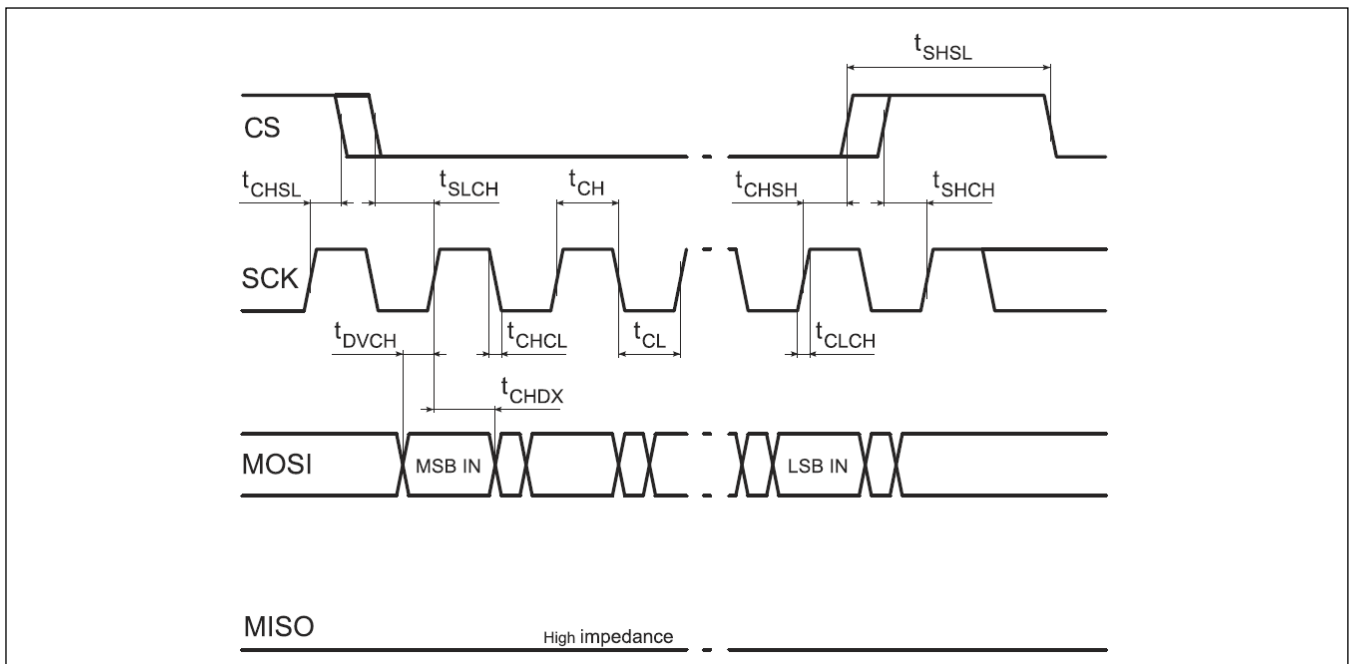 tSHSL
CS
tCHSL tSLCH tCH tCHSH tSHCH
SCK
tDVCH tCHCL tCL tCLCH
tCHDX
MOSI MSB IN LSB IN
MISO High impedance